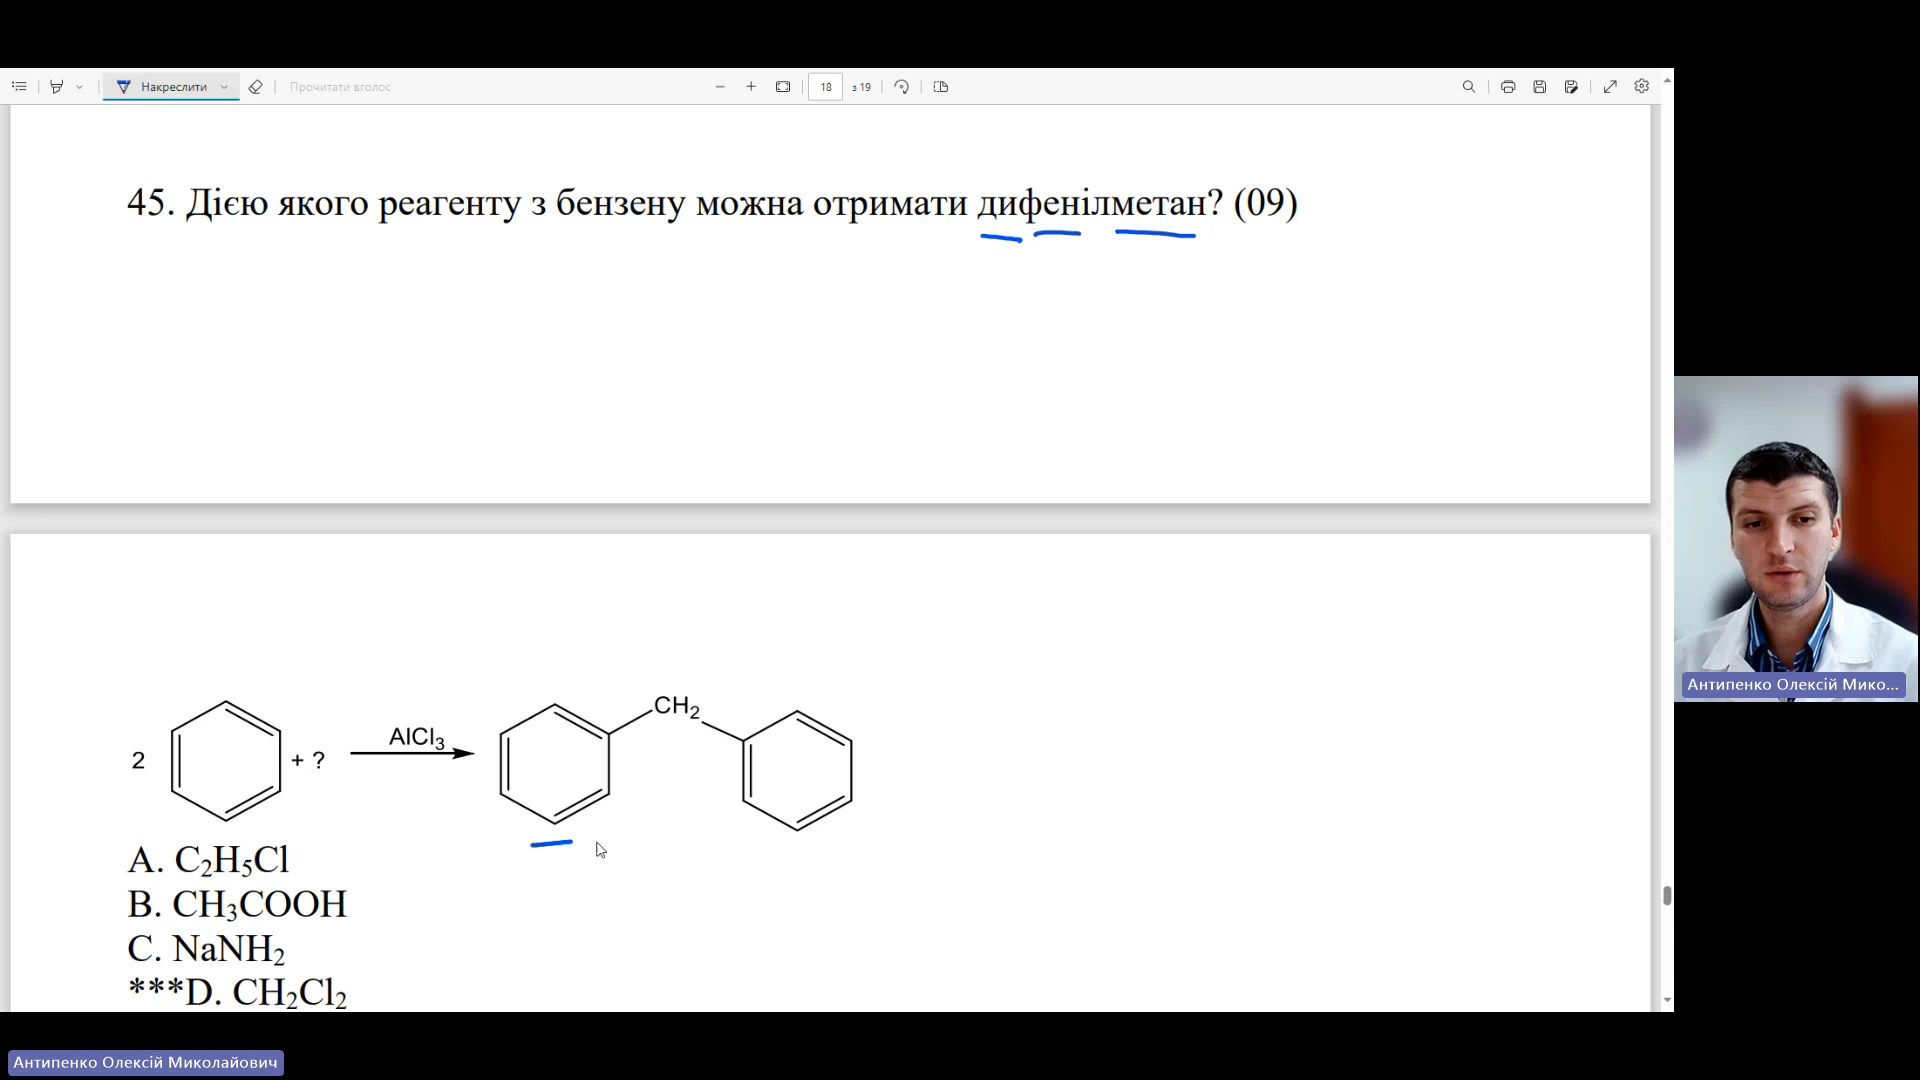 Накреслити
Прочитати вголос
18 з 19
45. Дією якого реагенту з бензену можна отримати дифенілметан? (09)
CH2
AlCl3
2 + ?
A. C2H5Cl
B. CH3COOH
C. NaNH2
***D. CH2Cl2
Антипенко Олексій Мико...
Антипенко Олексій Миколайович